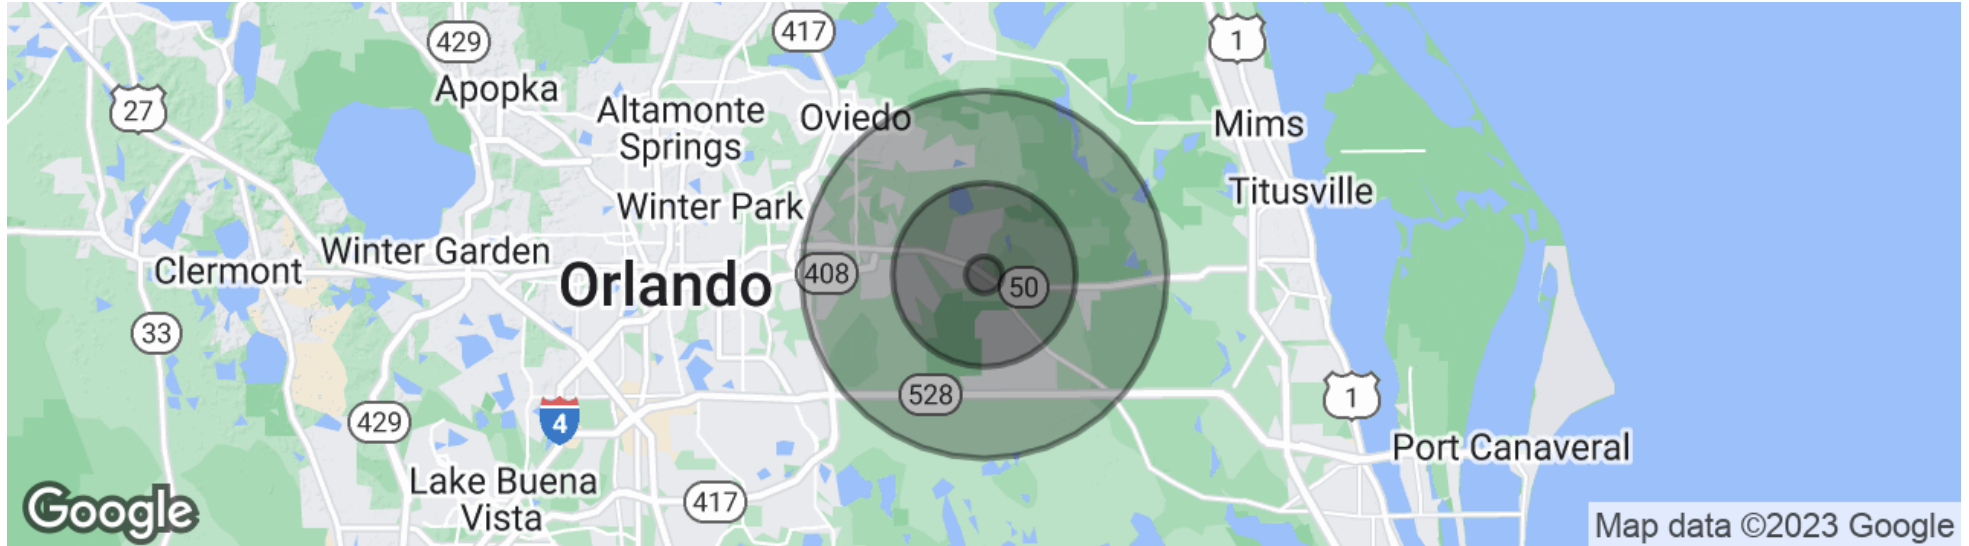 429
417
1
27
Apopka
Altamonte
Springs
Oviedo
Mims
Titusville
Winter Park
Winter Garden
Clermont
Orlando
408
50
33
528
1
429
4
Port Canaveral
Lake Buena
Vista
417
Google
Map data ©2023 Google